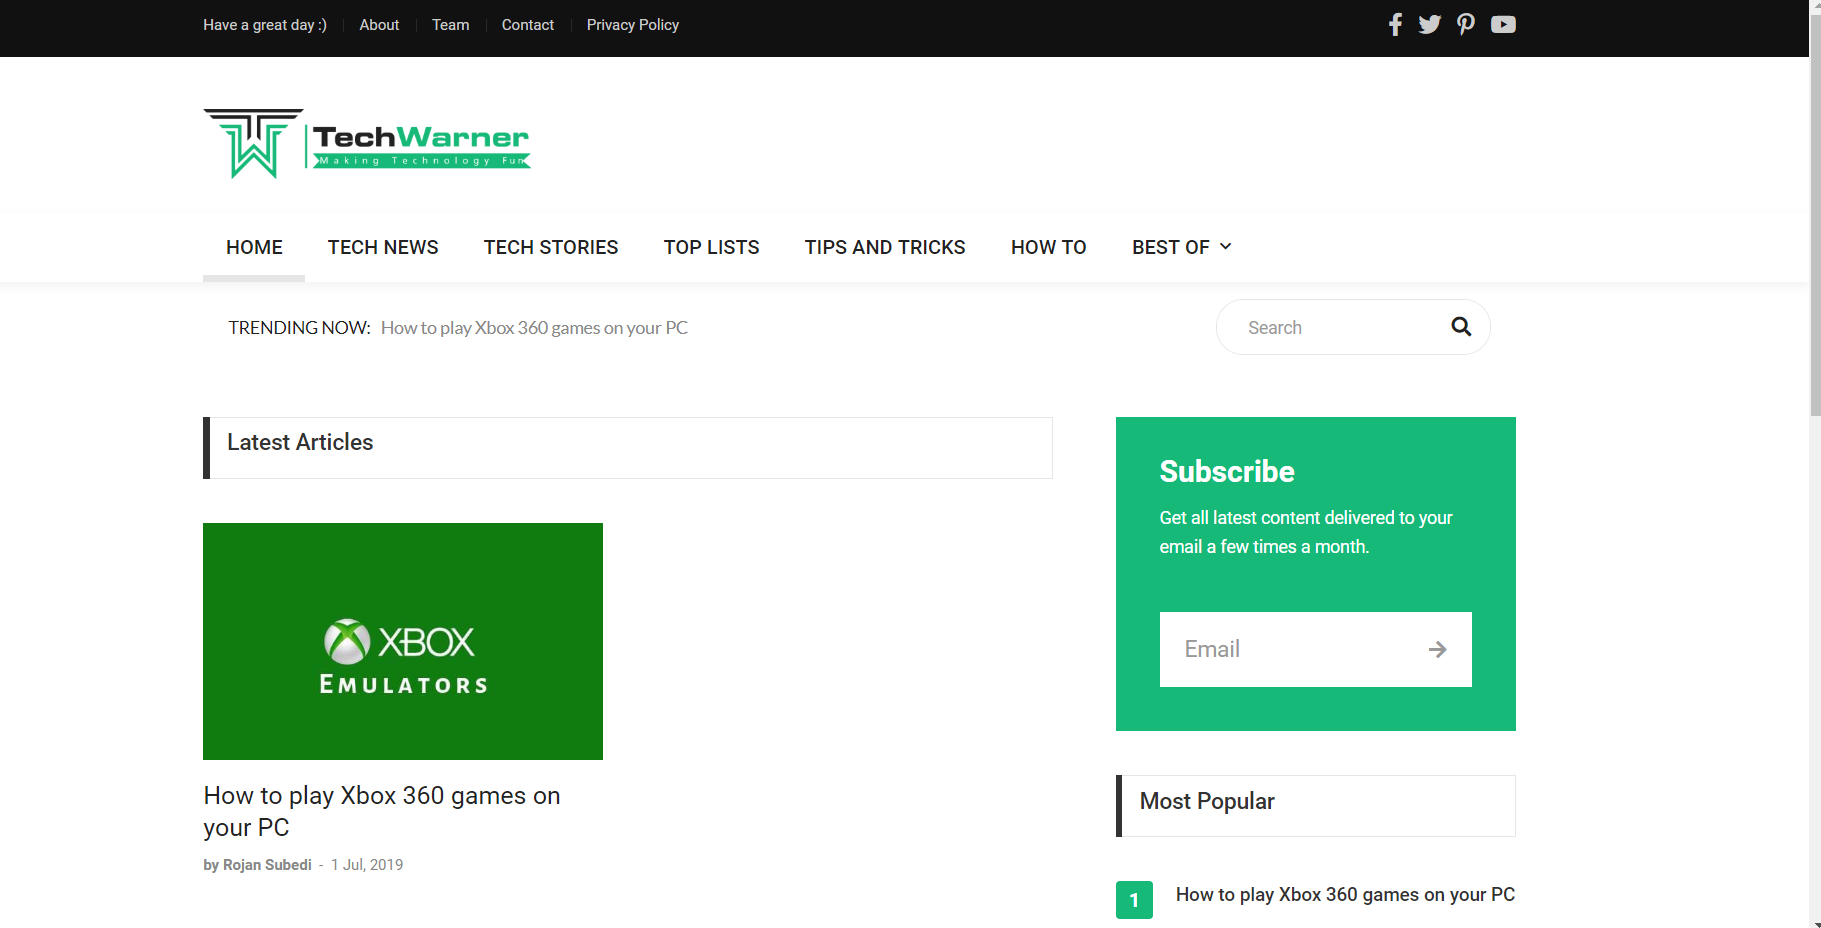 Have a great day :) About Team Contact Privacy Policy
TechWarner
Making Technology Fun
HOME TECH NEWS TECH STORIES TOP LISTS TIPS AND TRICKS HOW TO BEST OF
TRENDING NOW: How to play Xbox 360 games on your PC
Search
Latest Articles
XBOX
EMULATORS
How to play Xbox 360 games on
your PC
by Rojan Subedi - 1 Jul, 2019
Subscribe
Get all latest content delivered to your
email a few times a month.
Email
Most Popular
1 How to play Xbox 360 games on your PC